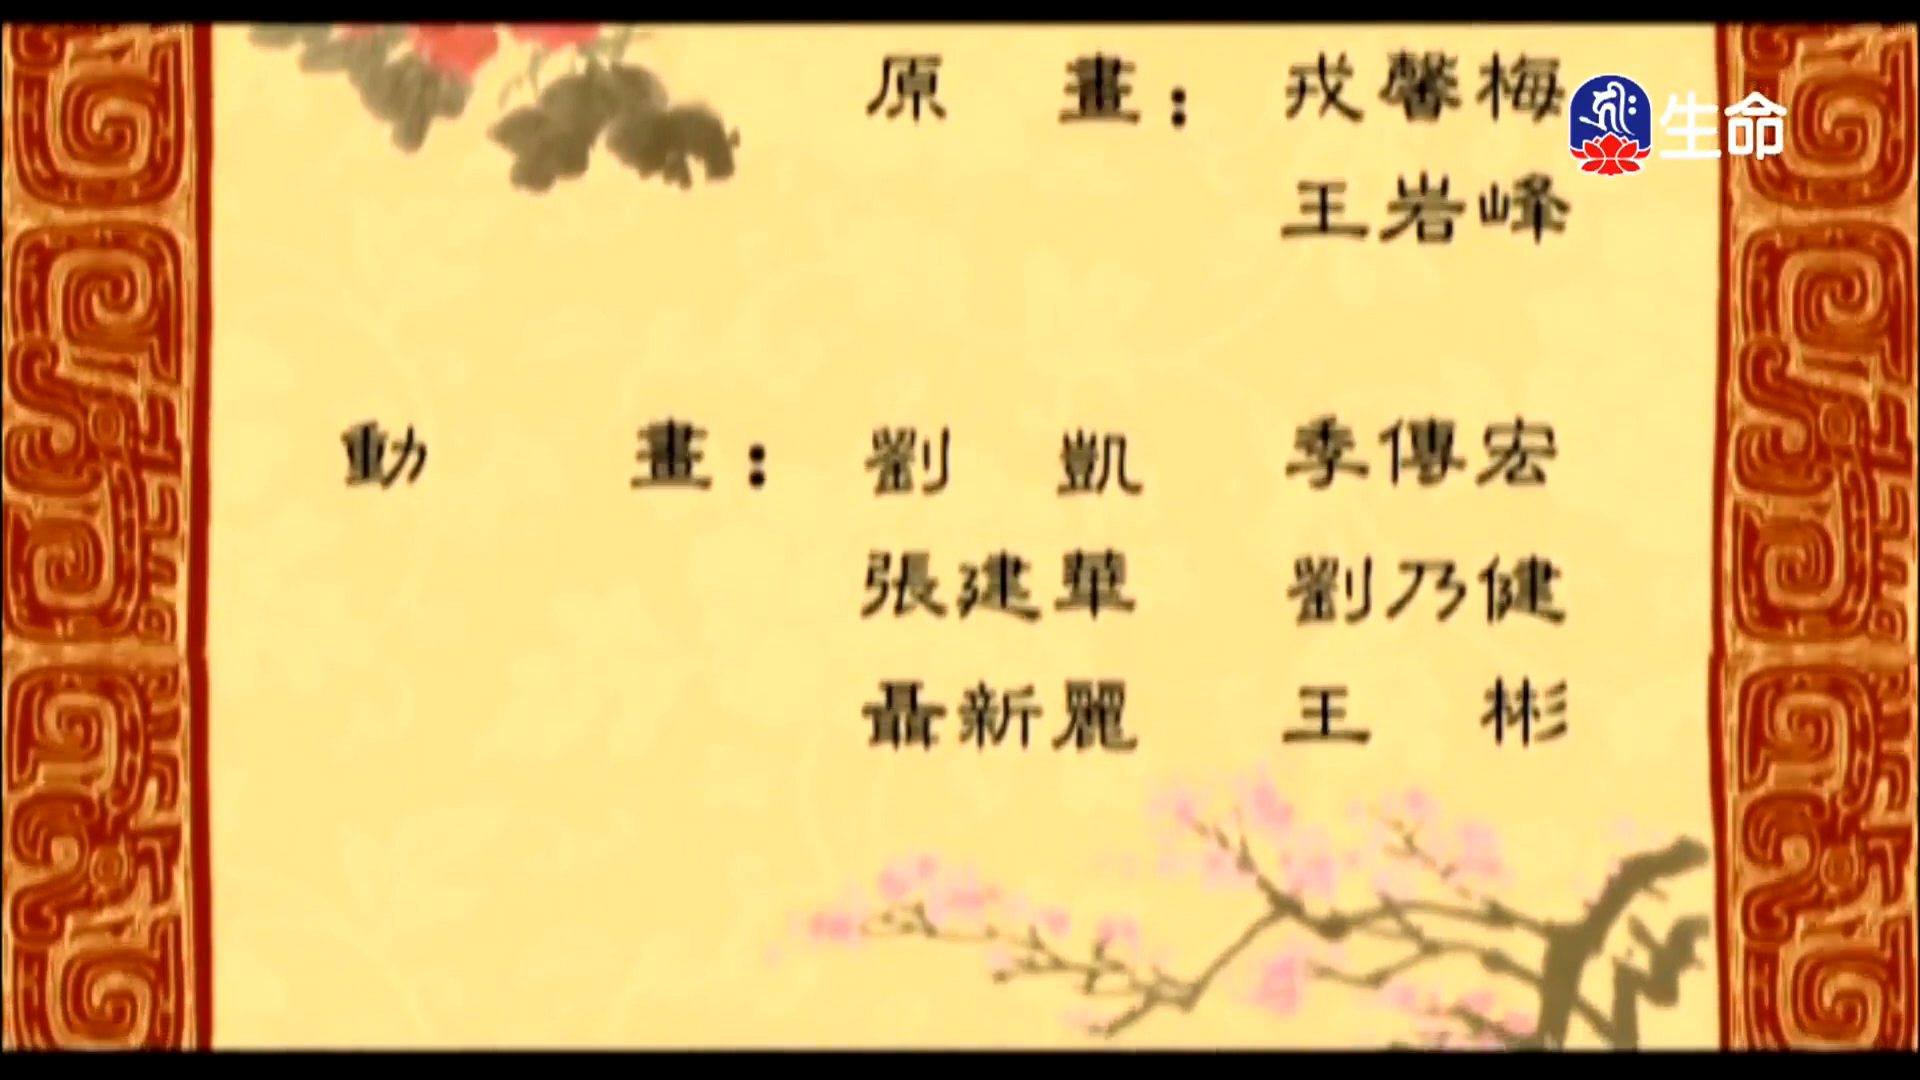 原 畫：戎馨梅
生命
王岩峰
動 畫：劉 凱 季傳宏
張建華 劉乃健
聶新麗 王 彬